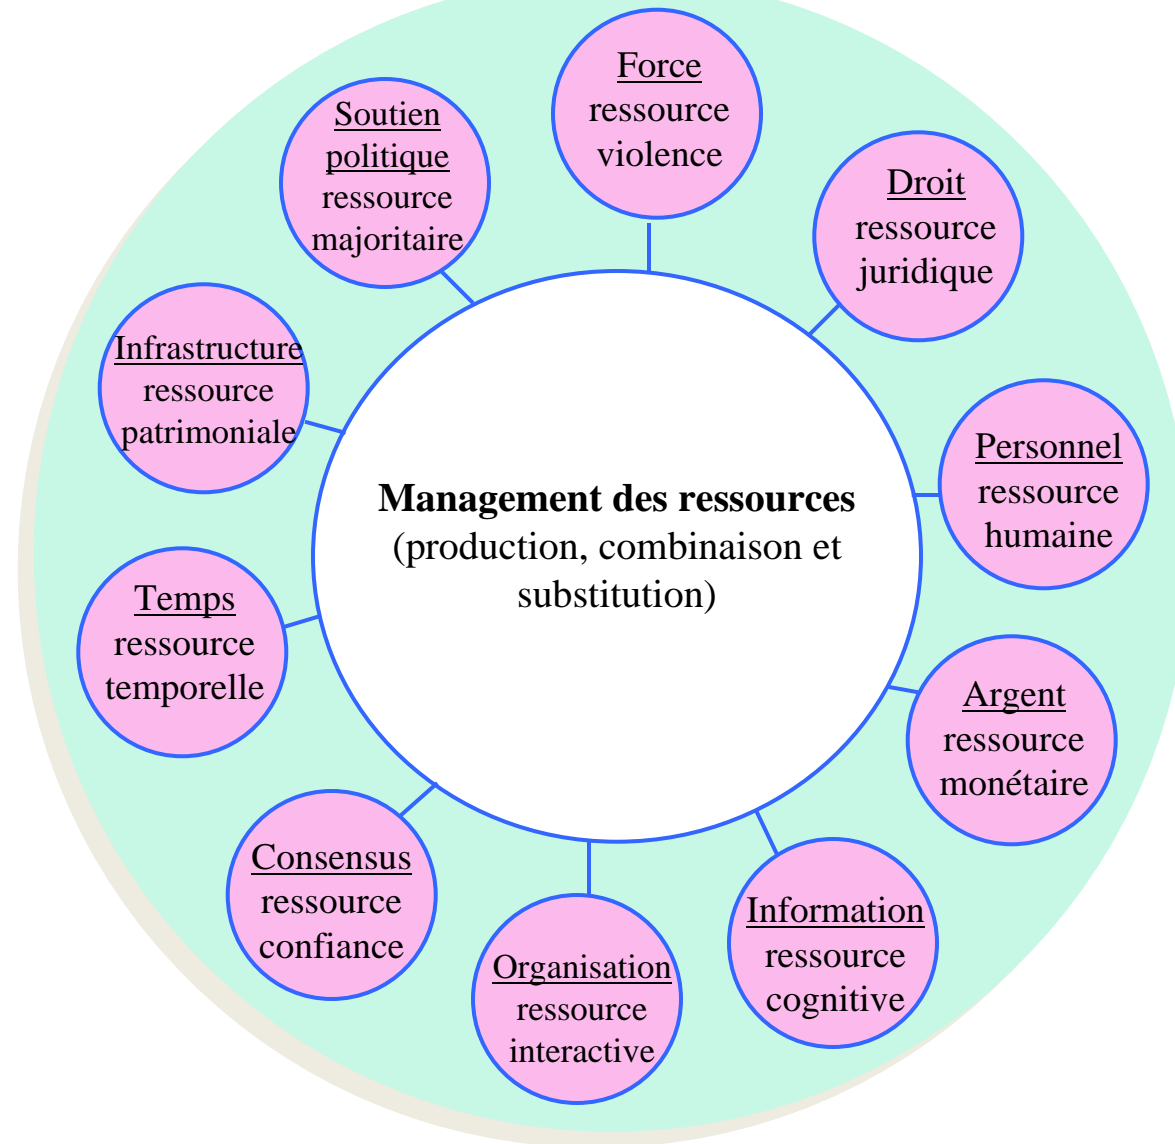 Force
ressource
violence
Soutien
politique
ressource
majoritaire
Droit
ressource
juridique
Infrastructure
ressource
patrimoniale
Personnel
ressource
humaine
Management des ressources
(production, combinaison et
substitution)
Temps
ressource
temporelle
Argent
ressource
monétaire
Consensus
ressource
confiance
Information
ressource
cognitive
Organisation
ressource
interactive